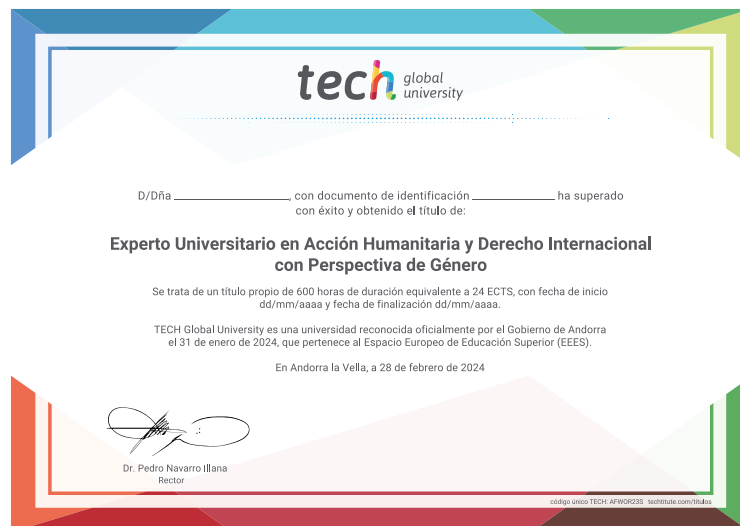 tech global
university
D/Dña ______________, con documento de identificación __________ ha superado
con éxito y obtenido el título de:
Experto Universitario en Acción Humanitaria y Derecho Internacional
con Perspectiva de Género
Se trata de un título propio de 600 horas de duración equivalente a 24 ECTS, con fecha de inicio
dd/mm/aaaa y fecha de finalización dd/mm/aaaa.
TECH Global University es una universidad reconocida oficialmente por el Gobierno de Andorra
el 31 de enero de 2024, que pertenece al Espacio Europeo de Educación Superior (EEES).
En Andorra la Vella, a 28 de febrero de 2024
Dr. Pedro Navarro Illana
Rector
código único TECH: AFWOR23S techtitute.com/titulos